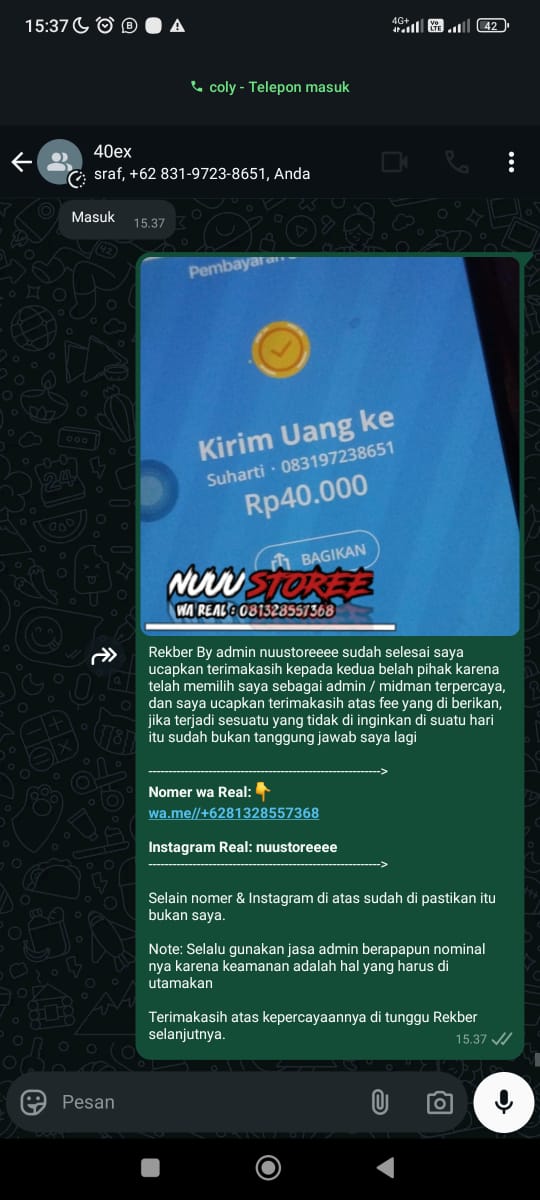 15:37
4G+
Vo
LTE
42
coly - Telepon masuk
40ex
sraf, +62 831-9723-8651, Anda
Masuk
15.37
Kirim Uang ke
Suharti · 083197238651
Rp40.000
BAGIKAN
NUUU STOREE
WA REAL : 081328557368
Rekber By admin nuustoreeee sudah selesai saya
ucapkan terimakasih kepada kedua belah pihak karena
telah memilih saya sebagai admin / midman terpercaya,
dan saya ucapkan terimakasih atas fee yang di berikan,
jika terjadi sesuatu yang tidak di inginkan di suatu hari
itu sudah bukan tanggung jawab saya lagi
-------------------------------------------------------->
Nomer wa Real:👇
wa.me//+6281328557368
Instagram Real: nuustoreeee
-------------------------------------------------------->
Selain nomer & Instagram di atas sudah di pastikan itu
bukan saya.
Note: Selalu gunakan jasa admin berapapun nominal
nya karena keamanan adalah hal yang harus di
utamakan
Terimakasih atas kepercayaannya di tunggu Rekber
selanjutnya.
15.37
Pesan